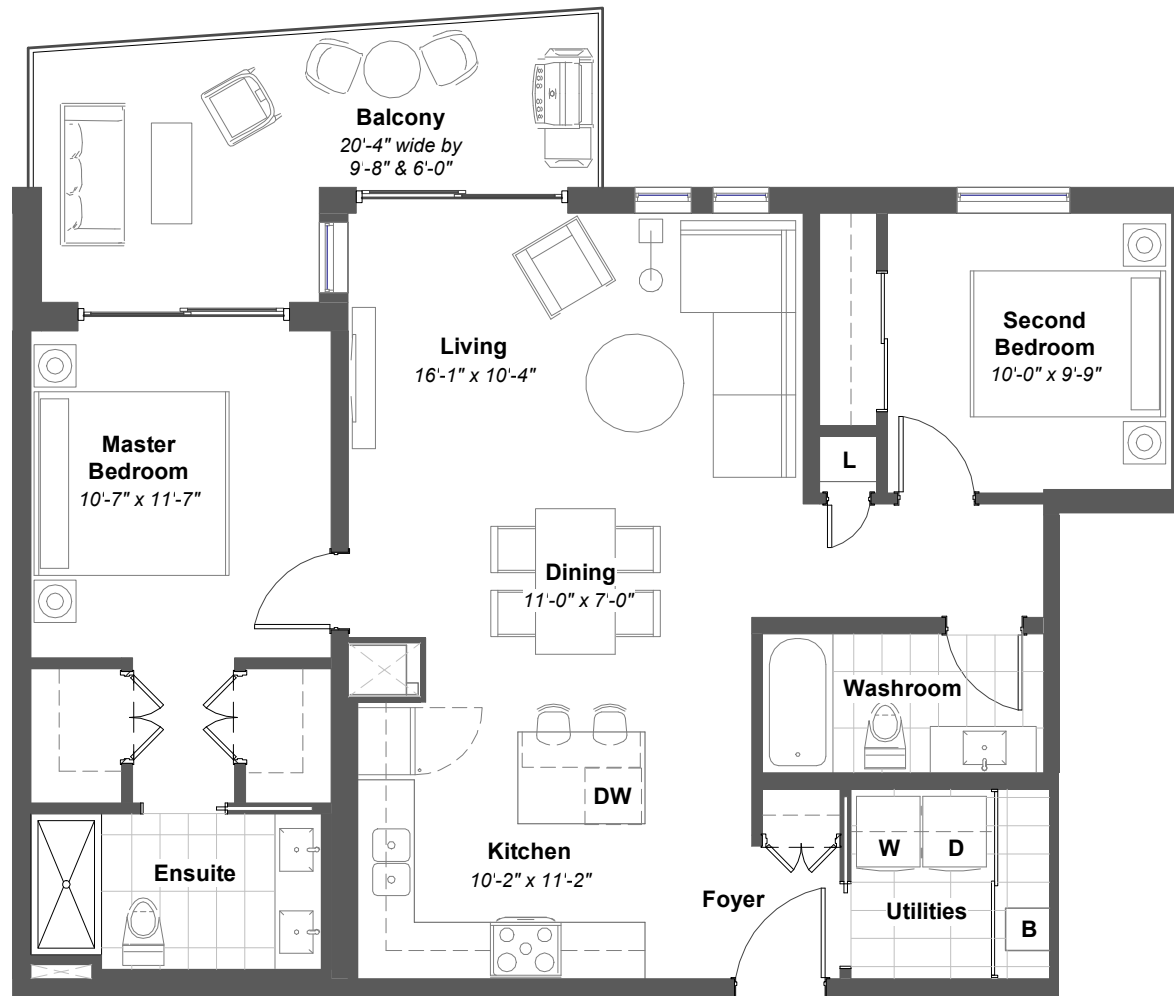 Balcony
20'-4" wide by
9'-8" & 6'-0"
Living
16'-1" x 10'-4"
Second
Bedroom
10'-0" x 9'-9"
Master
Bedroom
10'-7" x 11'-7"
L
Dining
11'-0" x 7'-0"
Washroom
DW
Kitchen
10'-2" x 11'-2"
Ensuite
Foyer
W
D
Utilities
B